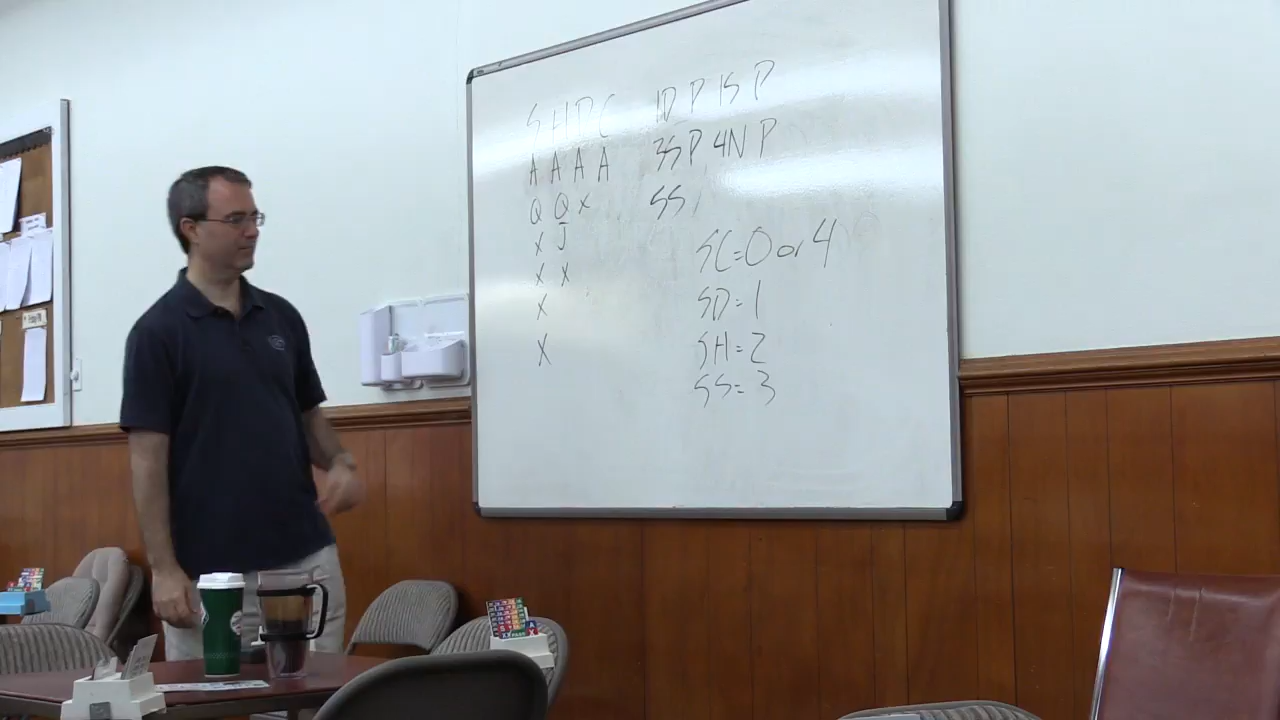 S H D C
A A A A
Q Q X
X J
X X
X
X
1D P 1S P
3S P 4N P
5S
5C = 0 or 4
5D = 1
5H = 2
5S = 3